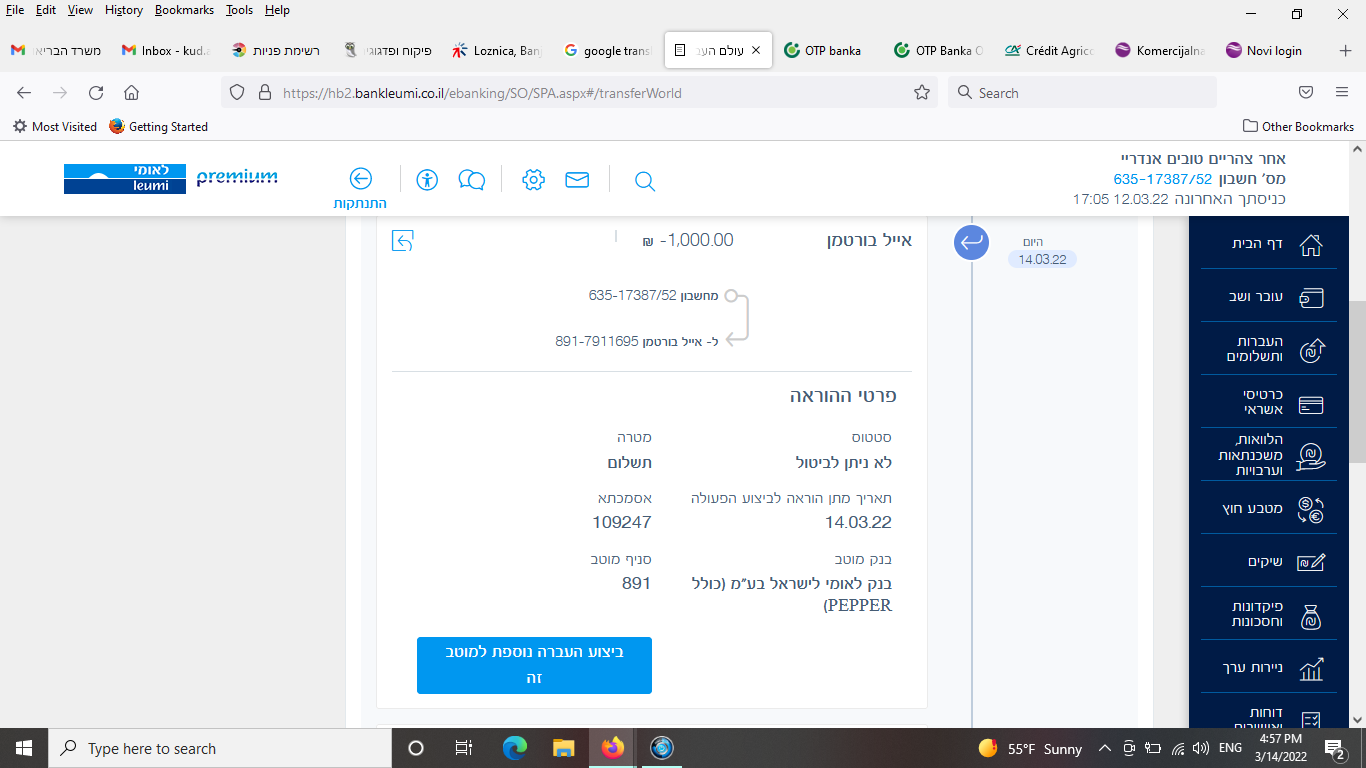 File Edit View History Bookmarks Tools Help
משרד הבריאו
Inbox - kud.a
רשימת פניות
פיקוח ופדגוגי
Loznica, Ban
google trans
עולם העב
OTP banka
OTP Banka O
Crédit Agric
Komercijalna
Novi login
https://hb2.bankleumi.co.il/ebanking/SO/SPA.aspx#/transferWorld
Search
Most Visited
Getting Started
Other Bookmarks
אחר צהריים טובים אנדריי
מס' חשבון 635-17387/52
כניסתך האחרונה 12.03.22 17:05
התנתקות
premium
לאומי
leumi
דף הבית
עובר ושב
העברות
ותשלומים
כרטיסי
אשראי
הלוואות,
משכנתאות
וערבויות
מטבע חוץ
שיקים
פיקדונות
וחסכונות
ניירות ערך
דוחות
ואישורים
היום
14.03.22
אייל בורטמן
₪ -1,000.00
מחשבון 635-17387/52
ל- אייל בורטמן 891-7911695
פרטי ההוראה
סטטוס
מטרה
לא ניתן לביטול
תשלום
תאריך מתן הוראה לביצוע הפעולה
אסמכתא
14.03.22
109247
בנק מוטב
סניף מוטב
בנק לאומי לישראל בע"מ (כולל
PEPPER)
891
ביצוע העברה נוספת למוטב
זה
Type here to search
55°F Sunny
ENG
4:57 PM
3/14/2022
2